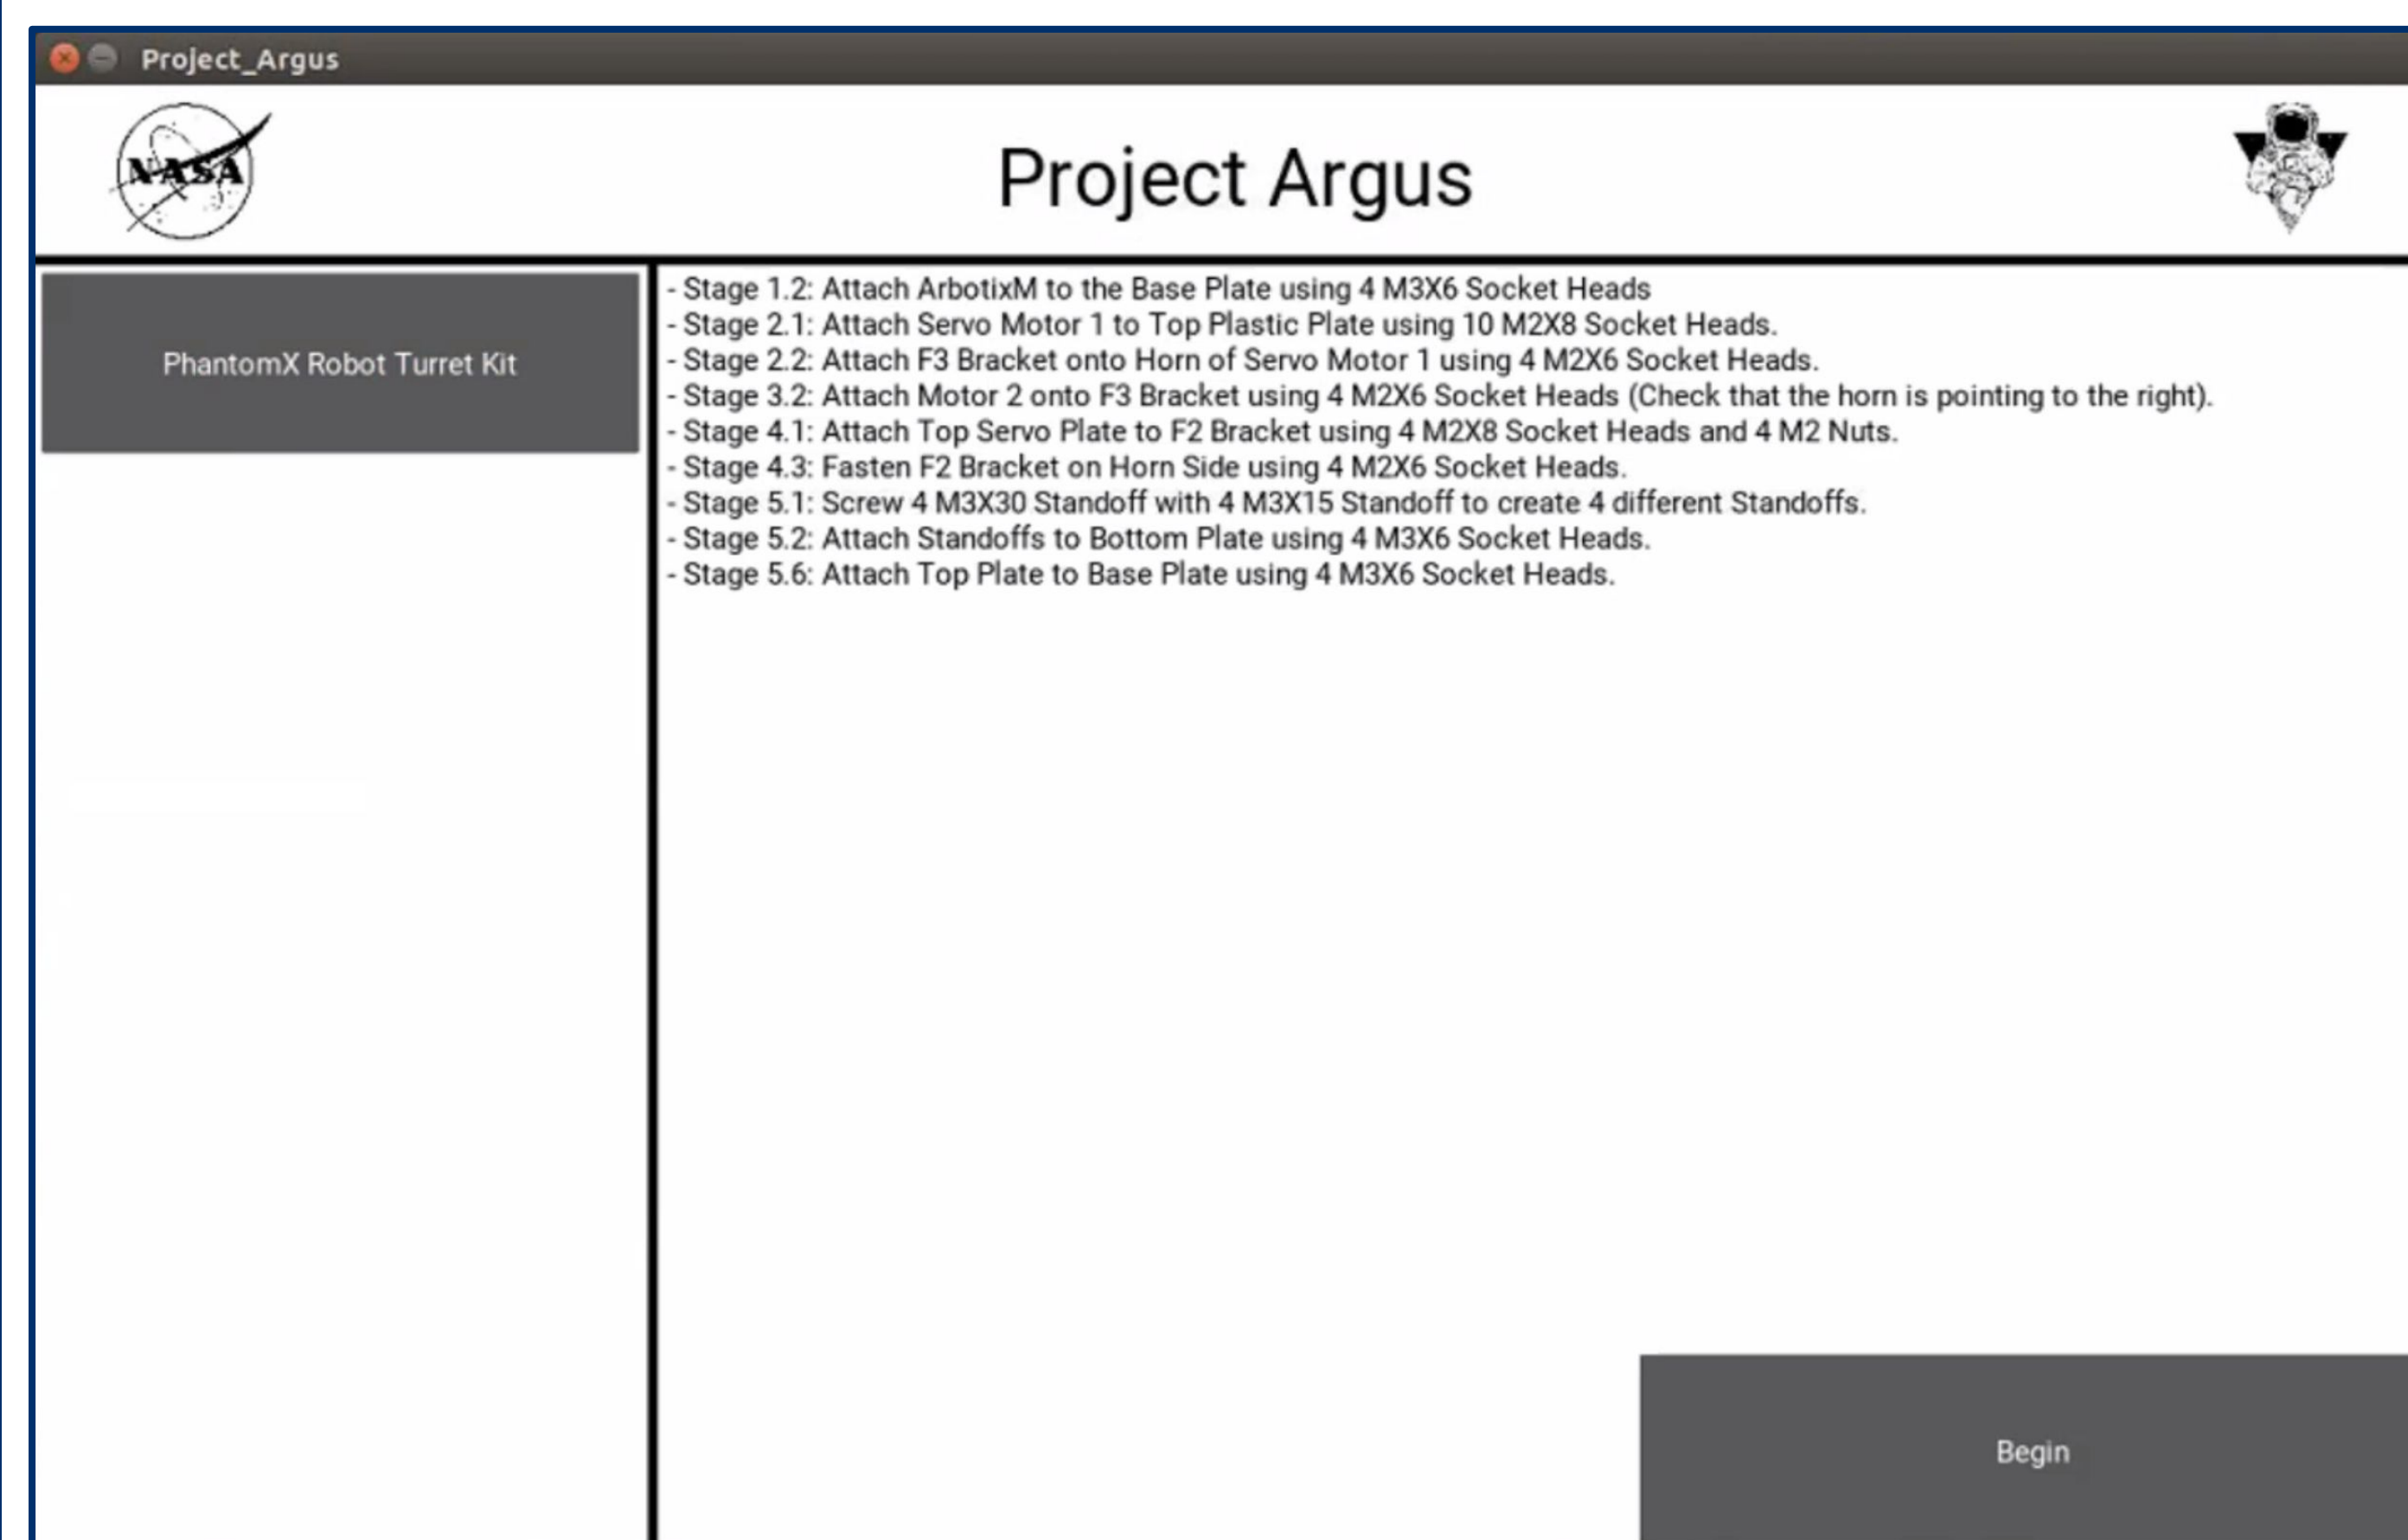 Project_Argus
NASA
Project Argus
PhantomX Robot Turret Kit
- Stage 1.2: Attach ArbotixM to the Base Plate using 4 M3X6 Socket Heads
- Stage 2.1: Attach Servo Motor 1 to Top Plastic Plate using 10 M2X8 Socket Heads.
- Stage 2.2: Attach F3 Bracket onto Horn of Servo Motor 1 using 4 M2X6 Socket Heads.
- Stage 3.2: Attach Motor 2 onto F3 Bracket using 4 M2X6 Socket Heads (Check that the horn is pointing to the right).
- Stage 4.1: Attach Top Servo Plate to F2 Bracket using 4 M2X8 Socket Heads and 4 M2 Nuts.
- Stage 4.3: Fasten F2 Bracket on Horn Side using 4 M2X6 Socket Heads.
- Stage 5.1: Screw 4 M3X30 Standoff with 4 M3X15 Standoff to create 4 different Standoffs.
- Stage 5.2: Attach Standoffs to Bottom Plate using 4 M3X6 Socket Heads.
- Stage 5.6: Attach Top Plate to Base Plate using 4 M3X6 Socket Heads.
Begin